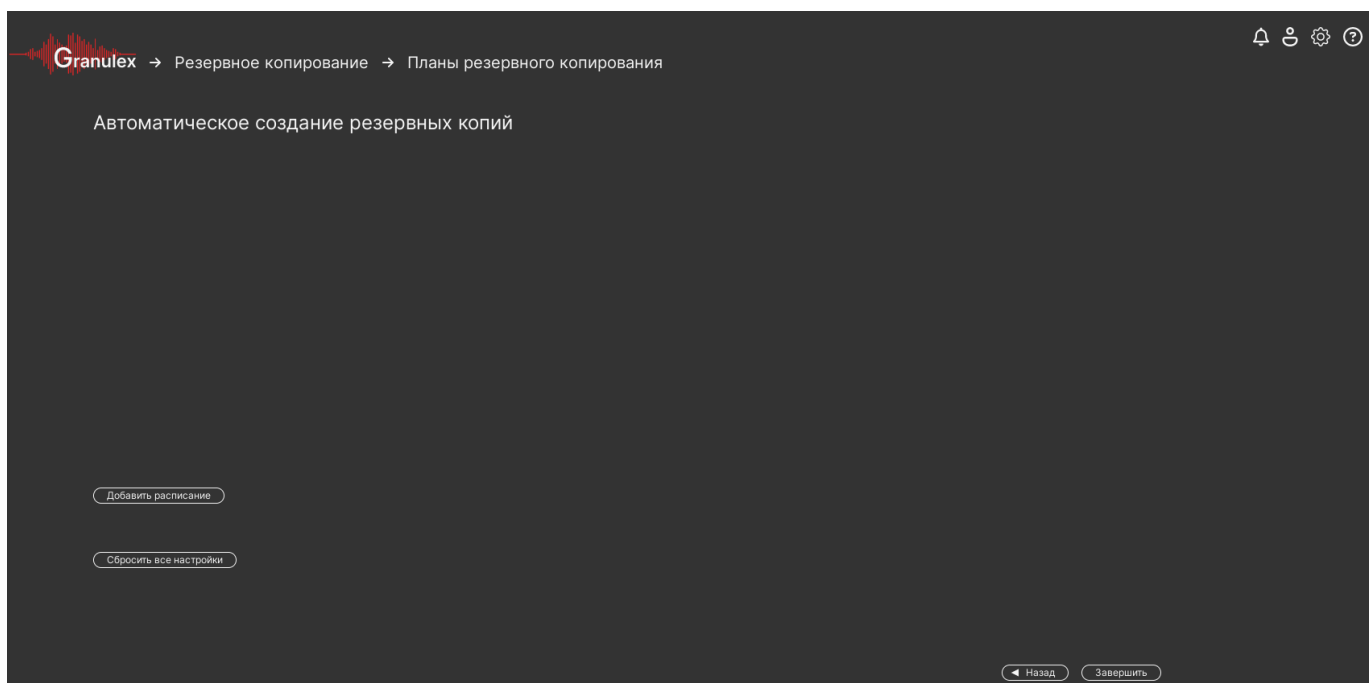 Granulex → Резервное копирование → Планы резервного копирования
Автоматическое создание резервных копий
Добавить расписание
Сбросить все настройки
◄ Назад
Завершить